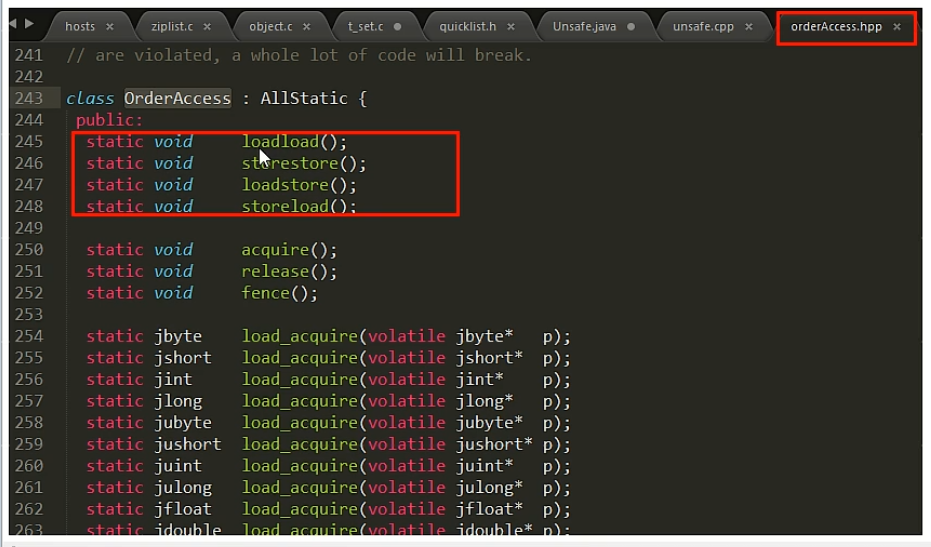 hosts × ziplist.c × object.c × t_set.c ● quicklist.h × Unsafe.java ● unsafe.cpp × orderAccess.hpp ×
241 // are violated, a whole lot of code will break.
242
243 class OrderAccess : AllStatic {
244 public:
245 static void loadload();
246 static void storestore();
247 static void loadstore();
248 static void storeload();
249
250 static void acquire();
251 static void release();
252 static void fence();
253
254 static jbyte load_acquire(volatile jbyte* p);
255 static jshort load_acquire(volatile jshort* p);
256 static jint load_acquire(volatile jint* p);
257 static jlong load_acquire(volatile jlong* p);
258 static jubyte load_acquire(volatile jubyte* p);
259 static jushort load_acquire(volatile jushort* p);
260 static juint load_acquire(volatile juint* p);
261 static julong load_acquire(volatile julong* p);
262 static jfloat load_acquire(volatile jfloat* p);
263 static jdouble load_acquire(volatile jdouble* p);